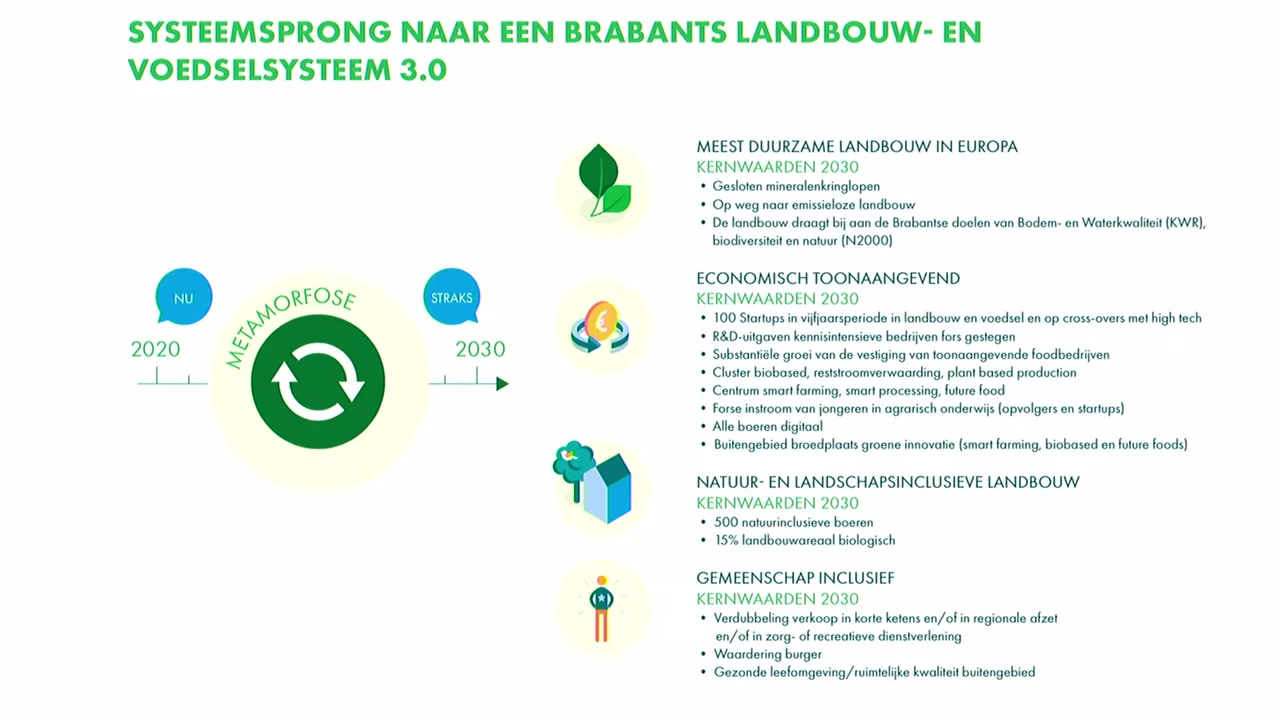 SYSTEEMSPRONG NAAR EEN BRABANTS LANDBOUW- EN
VOEDSELSYSTEEM 3.0
NU
METAMORFOSE
STRAKS
2020
2030
MEEST DUURZAME LANDBOUW IN EUROPA
KERNWAARDEN 2030
• Gesloten mineralenkringlopen
• Op weg naar emissieloze landbouw
• De landbouw draagt bij aan de Brabantse doelen van Bodem- en Waterkwaliteit (KWR),
biodiversiteit en natuur (N2000)
ECONOMISCH TOONAANGEVEND
KERNWAARDEN 2030
• 100 Startups in vijfjaarsperiode in landbouw en voedsel en op cross-overs met high tech
• R&D-uitgaven kennisintensieve bedrijven fors gestegen
• Substantiële groei van de vestiging van toonaangevende foodbedrijven
• Cluster biobased, reststroomverwaarding, plant based production
• Centrum smart farming, smart processing, future food
• Forse instroom van jongeren in agrarisch onderwijs (opvolgers en startups)
• Alle boeren digitaal
• Buitengebied broedplaats groene innovatie (smart farming, biobased en future foods)
NATUUR- EN LANDSCHAPSINCLUSIEVE LANDBOUW
KERNWAARDEN 2030
• 500 natuurinclusieve boeren
• 15% landbouwareaal biologisch
GEMEENSCHAP INCLUSIEF
KERNWAARDEN 2030
• Verdubbeling verkoop in korte ketens en/of in regionale afzet
en/of in zorg- of recreatieve dienstverlening
• Waardering burger
• Gezonde leefomgeving/ruimtelijke kwaliteit buitengebied